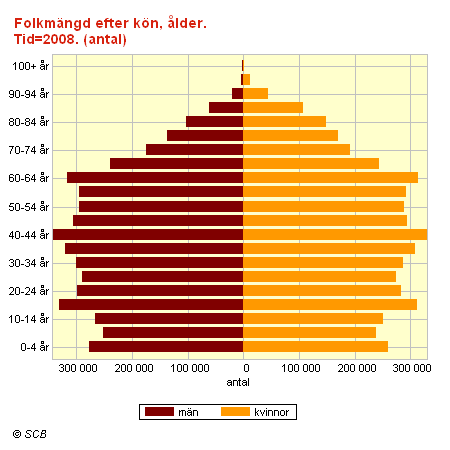 Folkmängd efter kön, ålder.
Tid=2008. (antal)
100+ år
90-94 år
80-84 år
70-74 år
60-64 år
50-54 år
40-44 år
30-34 år
20-24 år
10-14 år
0-4 år
300 000 200 000 100 000 0 100 000 200 000 300 000
antal
män kvinnor
© SCB